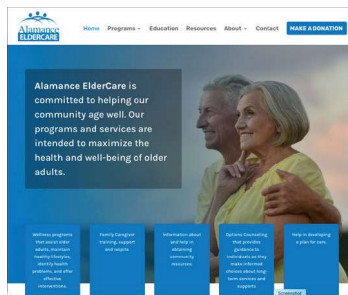 Alamance
ELDERCARE
Home Programs Education Resources About Contact MAKE A DONATION
Alamance ElderCare is
committed to helping our
community age well. Our
programs and services are
intended to maximize the
health and well-being of older
adults.
Wellness programs
that assist older
adults, maintain
healthy lifestyles,
identify health
problems, and offer
effective
interventions.
Family Caregiver
training, support
and respite.
Information about
and help in
obtaining
community
resources.
Options Counseling
that provides
guidance to
individuals as they
make informed
choices about long-
term services and
supports
Help in developing
a plan for care.
Screenshot